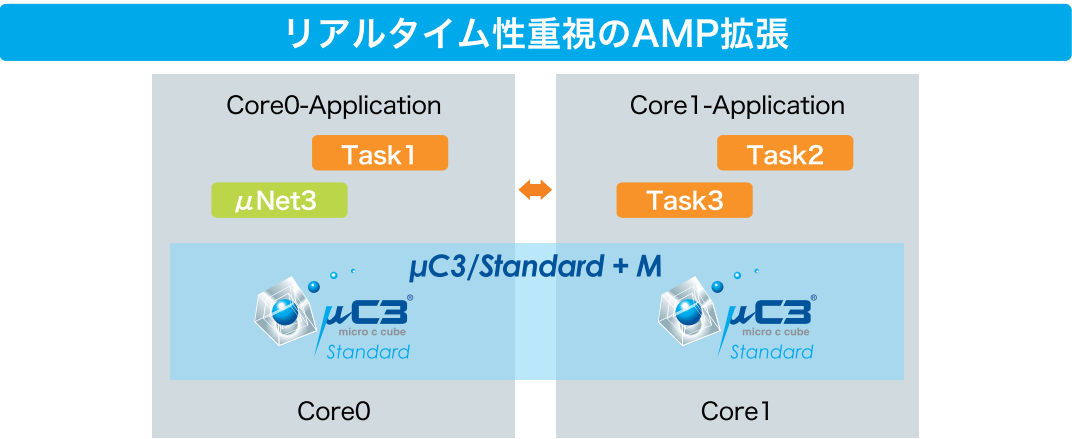 リアルタイム性重視のAMP拡張
Core0-Application
Task1
μNet3
Core1-Application
Task2
Task3
μC3/Standard + M
μC3®
micro c cube
Standard
μC3®
micro c cube
Standard
Core0
Core1